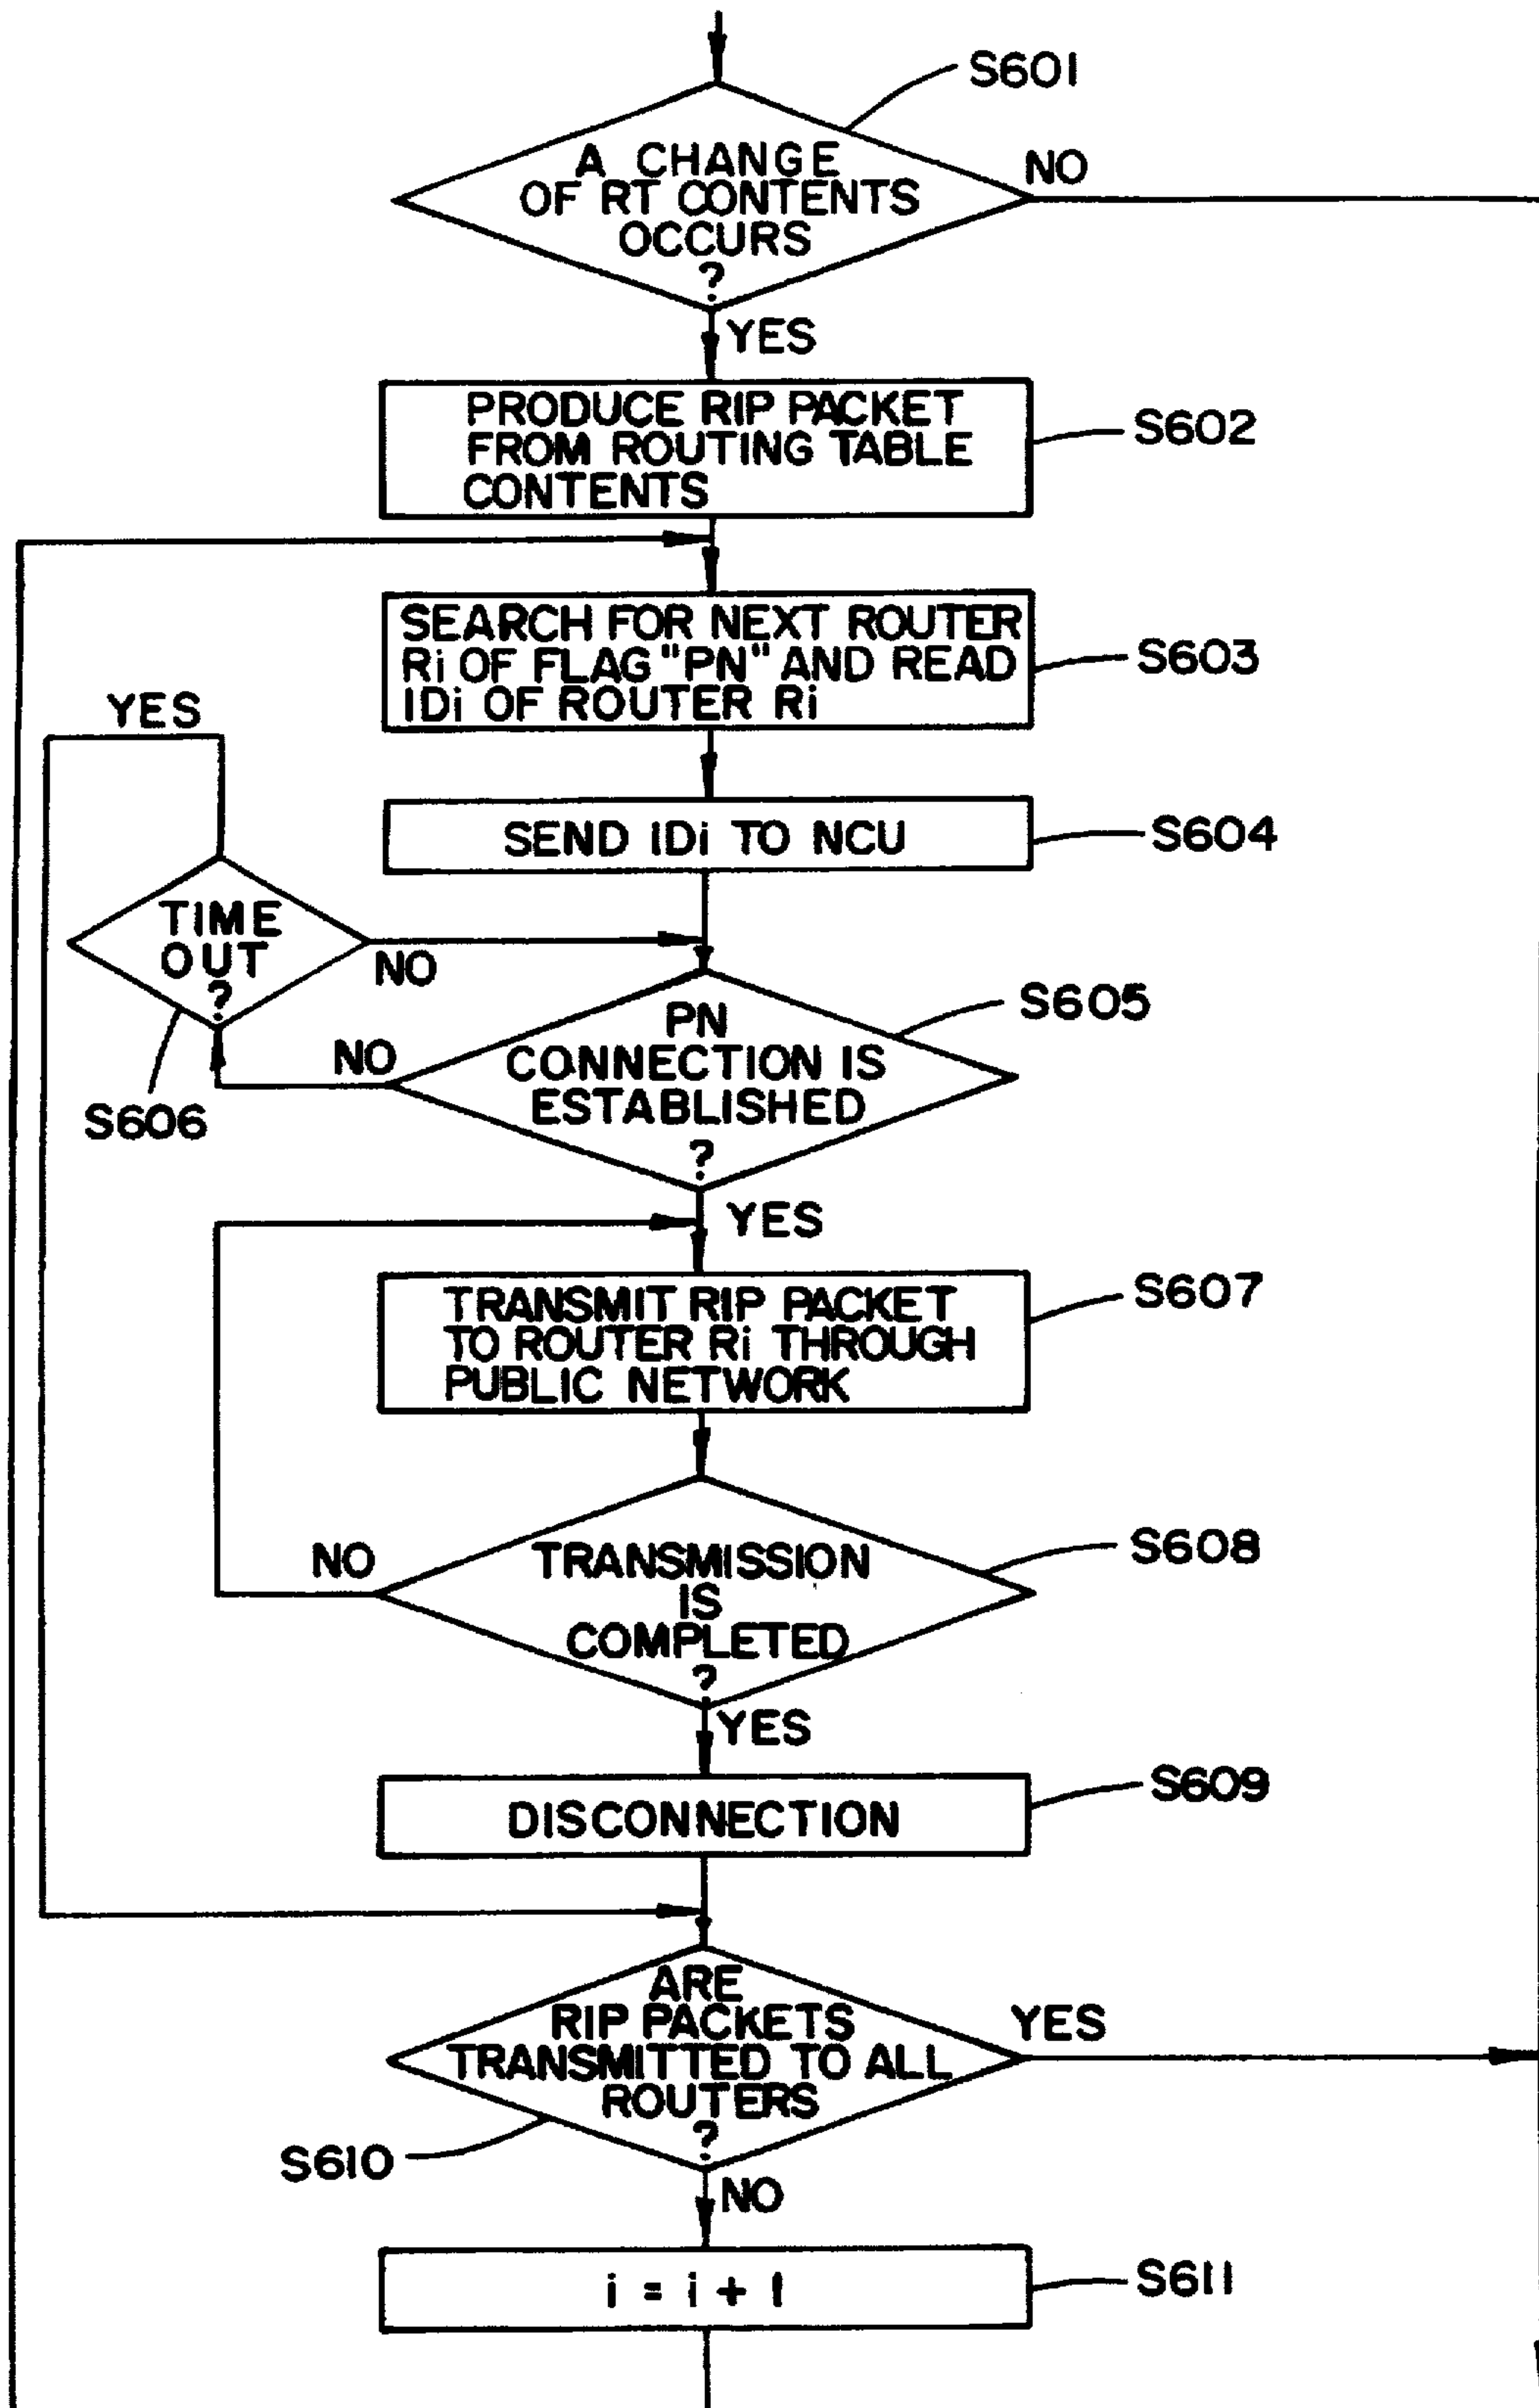 S601
A CHANGE
OF RT CONTENTS
OCCURS
?
NO
YES
PRODUCE RIP PACKET
FROM ROUTING TABLE
CONTENTS
S602
SEARCH FOR NEXT ROUTER
Ri OF FLAG "PN" AND READ
IDi OF ROUTER Ri
S603
YES
SEND IDi TO NCU
S604
TIME
OUT
?
NO
S606
PN
CONNECTION IS
ESTABLISHED
?
S605
NO
YES
TRANSMIT RIP PACKET
TO ROUTER Ri THROUGH
PUBLIC NETWORK
S607
TRANSMISSION
IS
COMPLETED
?
S608
NO
YES
DISCONNECTION
S609
ARE
RIP PACKETS
TRANSMITTED TO ALL
ROUTERS
?
YES
S610
NO
i = i + 1
S611